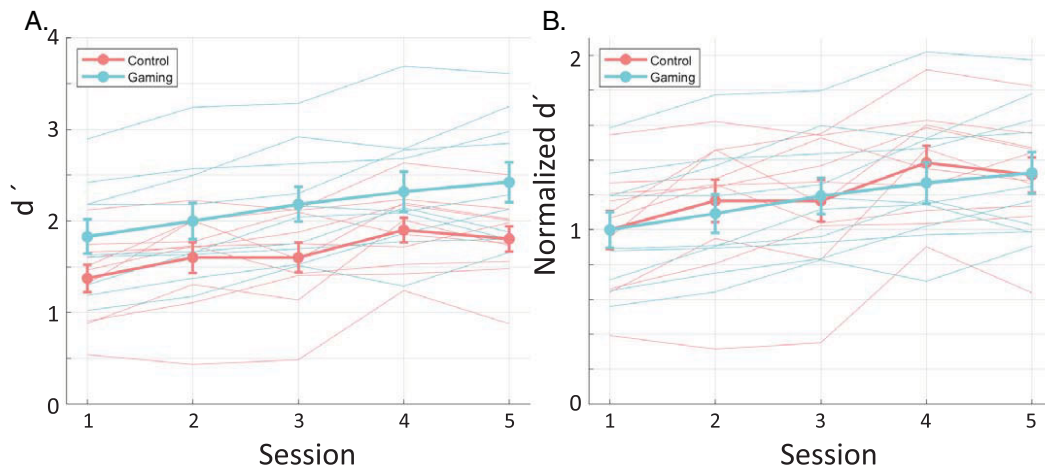 A.
4
3
2
1
0
d´
Control
Gaming
1 2 3 4 5
Session
B.
2
1
0
Normalized d´
Control
Gaming
1 2 3 4 5
Session